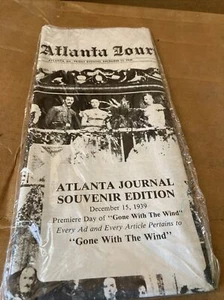 Atlanta Jour
ATLANTA JOURNAL
SOUVENIR EDITION
December 15, 1939
Premiere Day of "Gone With The Wind"
Every Ad and Every Article Pertains to
"Gone With The Wind"